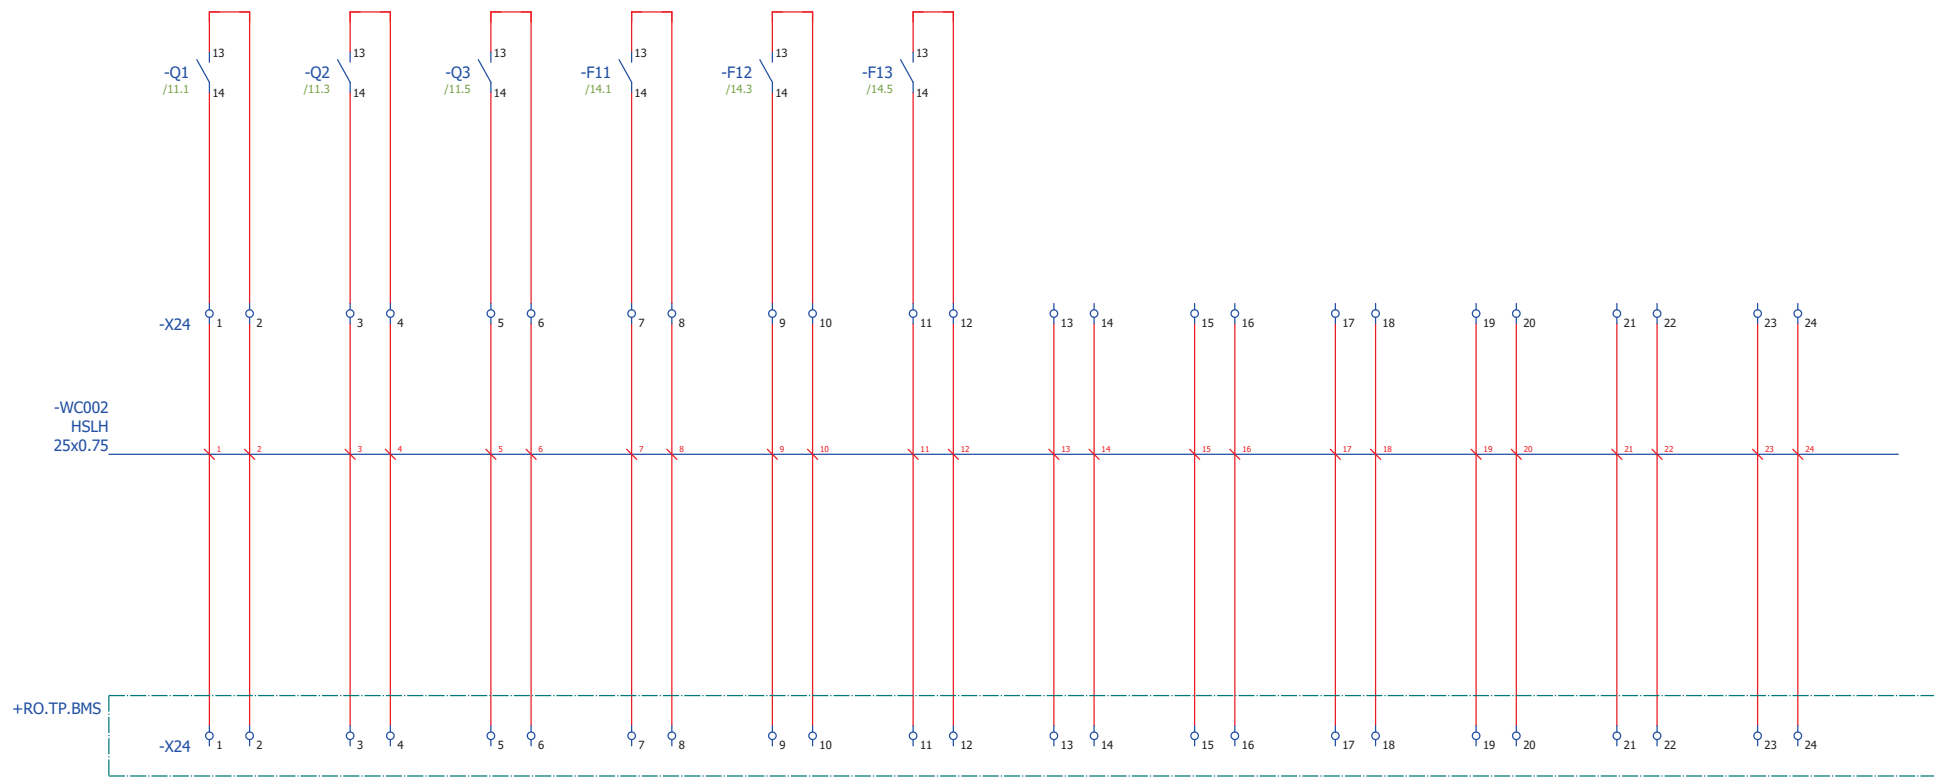 13 13 13 13 13 13
-Q1 -Q2 -Q3 -F11 -F12 -F13
/11.1 /11.3 /11.5 /14.1 /14.3 /14.5
14 14 14 14 14 14
-X24 1 2 3 4 5 6 7 8 9 10 11 12 13 14 15 16 17 18 19 20 21 22 23 24
-WC002
HSLH
25x0.75
1 2 3 4 5 6 7 8 9 10 11 12 13 14 15 16 17 18 19 20 21 22 23 24
+RO.TP.BMS
-X24 1 2 3 4 5 6 7 8 9 10 11 12 13 14 15 16 17 18 19 20 21 22 23 24